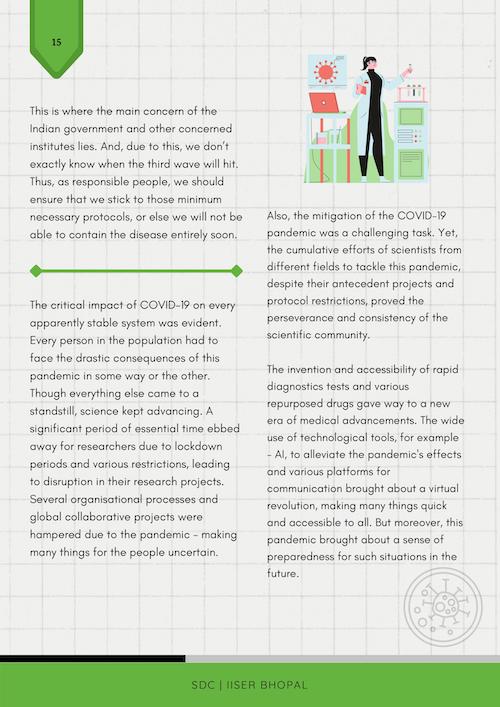 15
This is where the main concern of the
Indian government and other concerned
institutes lies. And, due to this, we don't
exactly know when the third wave will hit.
Thus, as responsible people, we should
ensure that we stick to those minimum
necessary protocols, or else we will not be
able to contain the disease entirely soon.
The critical impact of COVID-19 on every
apparently stable system was evident.
Every person in the population had to
face the drastic consequences of this
pandemic in some way or the other.
Though everything else came to a
standstill, science kept advancing. A
significant period of essential time ebbed
away for researchers due to lockdown
periods and various restrictions, leading
to disruption in their research projects.
Several organisational processes and
global collaborative projects were
hampered due to the pandemic - making
many things for the people uncertain.
Also, the mitigation of the COVID-19
pandemic was a challenging task. Yet,
the cumulative efforts of scientists from
different fields to tackle this pandemic,
despite their antecedent projects and
protocol restrictions, proved the
perseverance and consistency of the
scientific community.
The invention and accessibility of rapid
diagnostics tests and various
repurposed drugs gave way to a new
era of medical advancements. The wide
use of technological tools, for example
- AI, to alleviate the pandemic's effects
and various platforms for
communication brought about a virtual
revolution, making many things quick
and accessible to all. But moreover, this
pandemic brought about a sense of
preparedness for such situations in the
future.
SDC | IISER BHOPAL